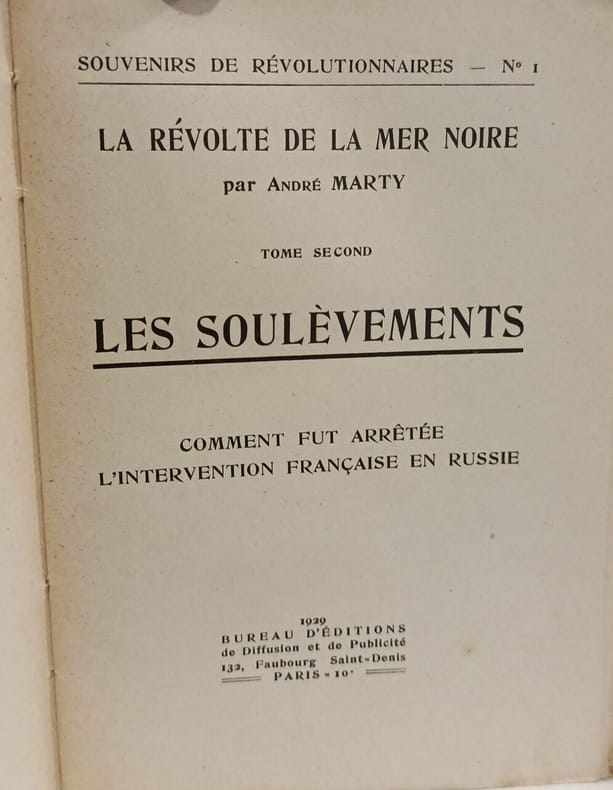 SOUVENIRS DE RÉVOLUTIONNAIRES — Nº 1
LA RÉVOLTE DE LA MER NOIRE
par ANDRÉ MARTY
TOME SECOND
LES SOULÈVEMENTS
COMMENT FUT ARRÊTÉE
L'INTERVENTION FRANÇAISE EN RUSSIE
1929
BUREAU D'ÉDITIONS
de Diffusion et de Publicité
132, Faubourg Saint-Denis
PARIS-10ᵉ